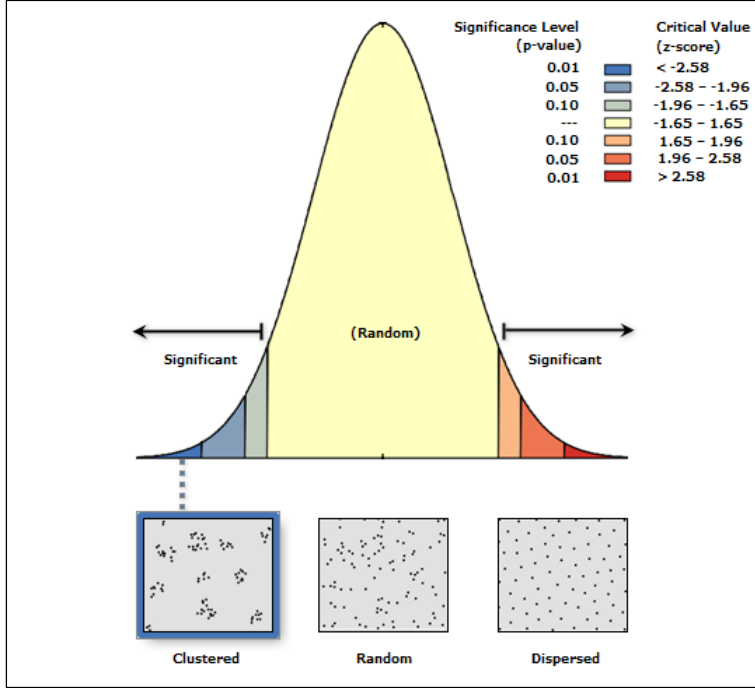 Significance Level Critical Value
(p-value) (z-score)
0.01 < -2.58
0.05 -2.58 – -1.96
0.10 -1.96 – -1.65
--- -1.65 – 1.65
0.10 1.65 – 1.96
0.05 1.96 – 2.58
0.01 > 2.58
(Random)
Significant Significant
Clustered Random Dispersed